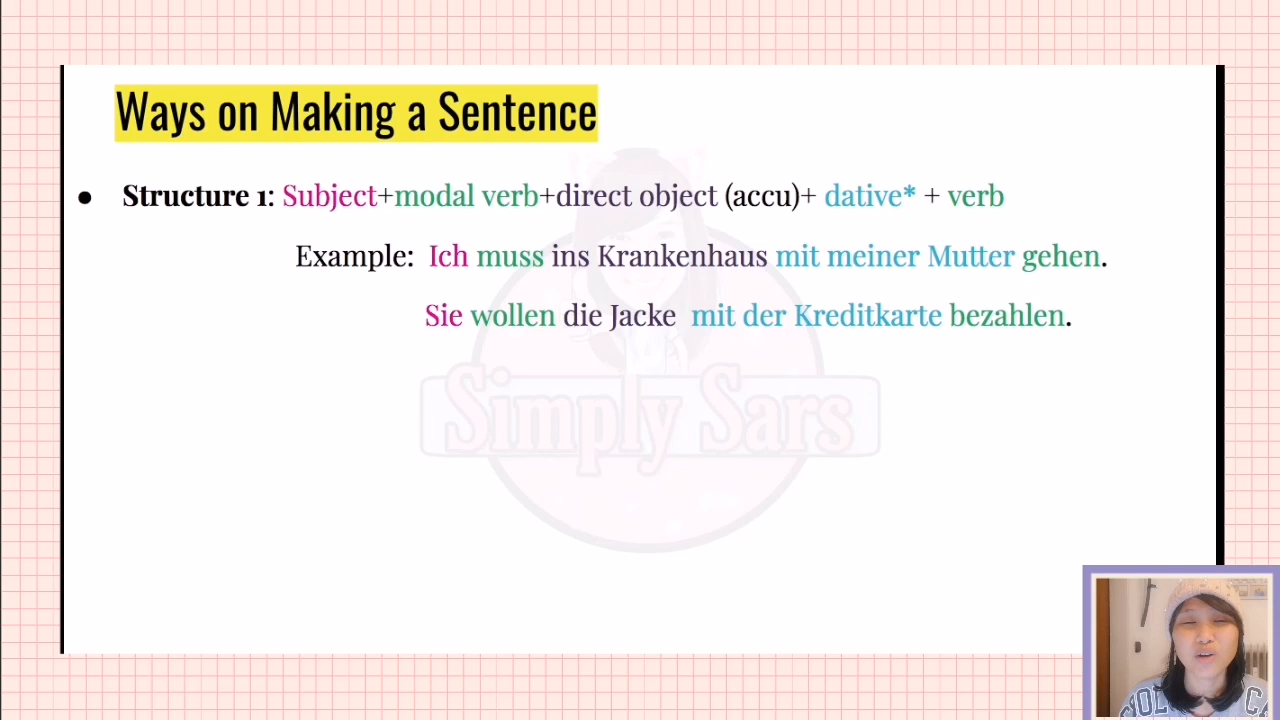 Ways on Making a Sentence
● Structure 1: Subject+modal verb+direct object (accu)+ dative* + verb
Example: Ich muss ins Krankenhaus mit meiner Mutter gehen.
Sie wollen die Jacke mit der Kreditkarte bezahlen.
Simply Sars